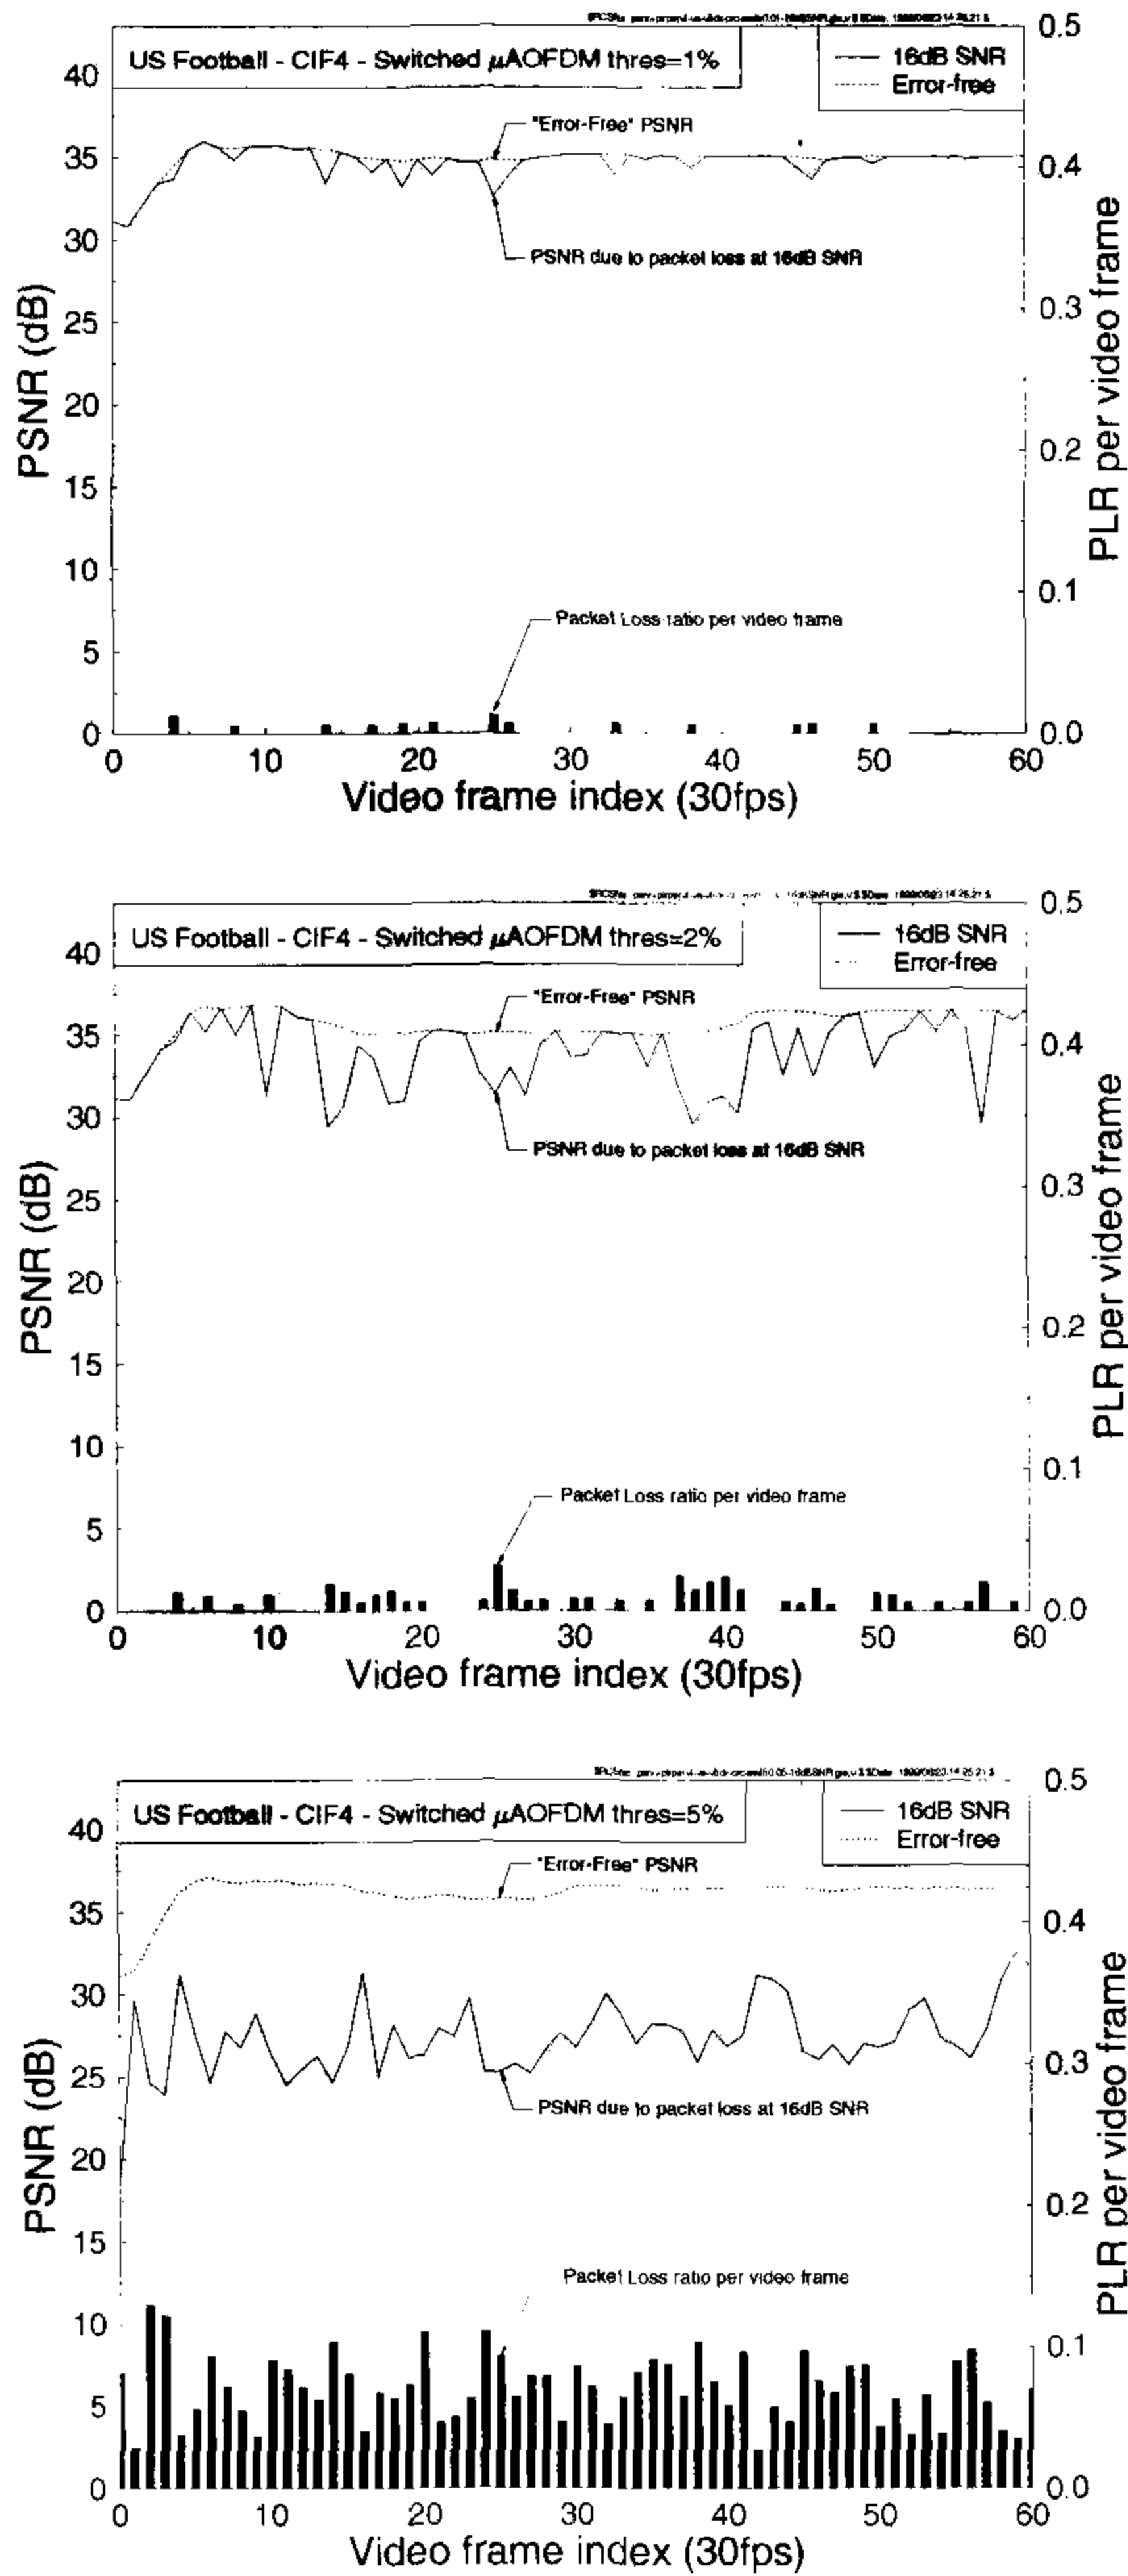 US Football - CIF4 - Switched μAOFDM thres=1%
16dB SNR
Error-free
"Error-Free" PSNR
PSNR due to packet loss at 16dB SNR
Packet Loss ratio per video frame
PSNR (dB)
40
35
30
25
20
15
10
5
0
PLR per video frame
0.5
0.4
0.3
0.2
0.1
0.0
0 10 20 30 40 50 60
Video frame index (30fps)
US Football - CIF4 - Switched μAOFDM thres=2%
16dB SNR
Error-free
"Error-Free" PSNR
PSNR due to packet loss at 16dB SNR
Packet Loss ratio per video frame
PSNR (dB)
40
35
30
25
20
15
10
5
0
PLR per video frame
0.5
0.4
0.3
0.2
0.1
0.0
0 10 20 30 40 50 60
Video frame index (30fps)
US Football - CIF4 - Switched μAOFDM thres=5%
16dB SNR
Error-free
"Error-Free" PSNR
PSNR due to packet loss at 16dB SNR
Packet Loss ratio per video frame
PSNR (dB)
40
35
30
25
20
15
10
5
0
PLR per video frame
0.5
0.4
0.3
0.2
0.1
0.0
0 10 20 30 40 50 60
Video frame index (30fps)